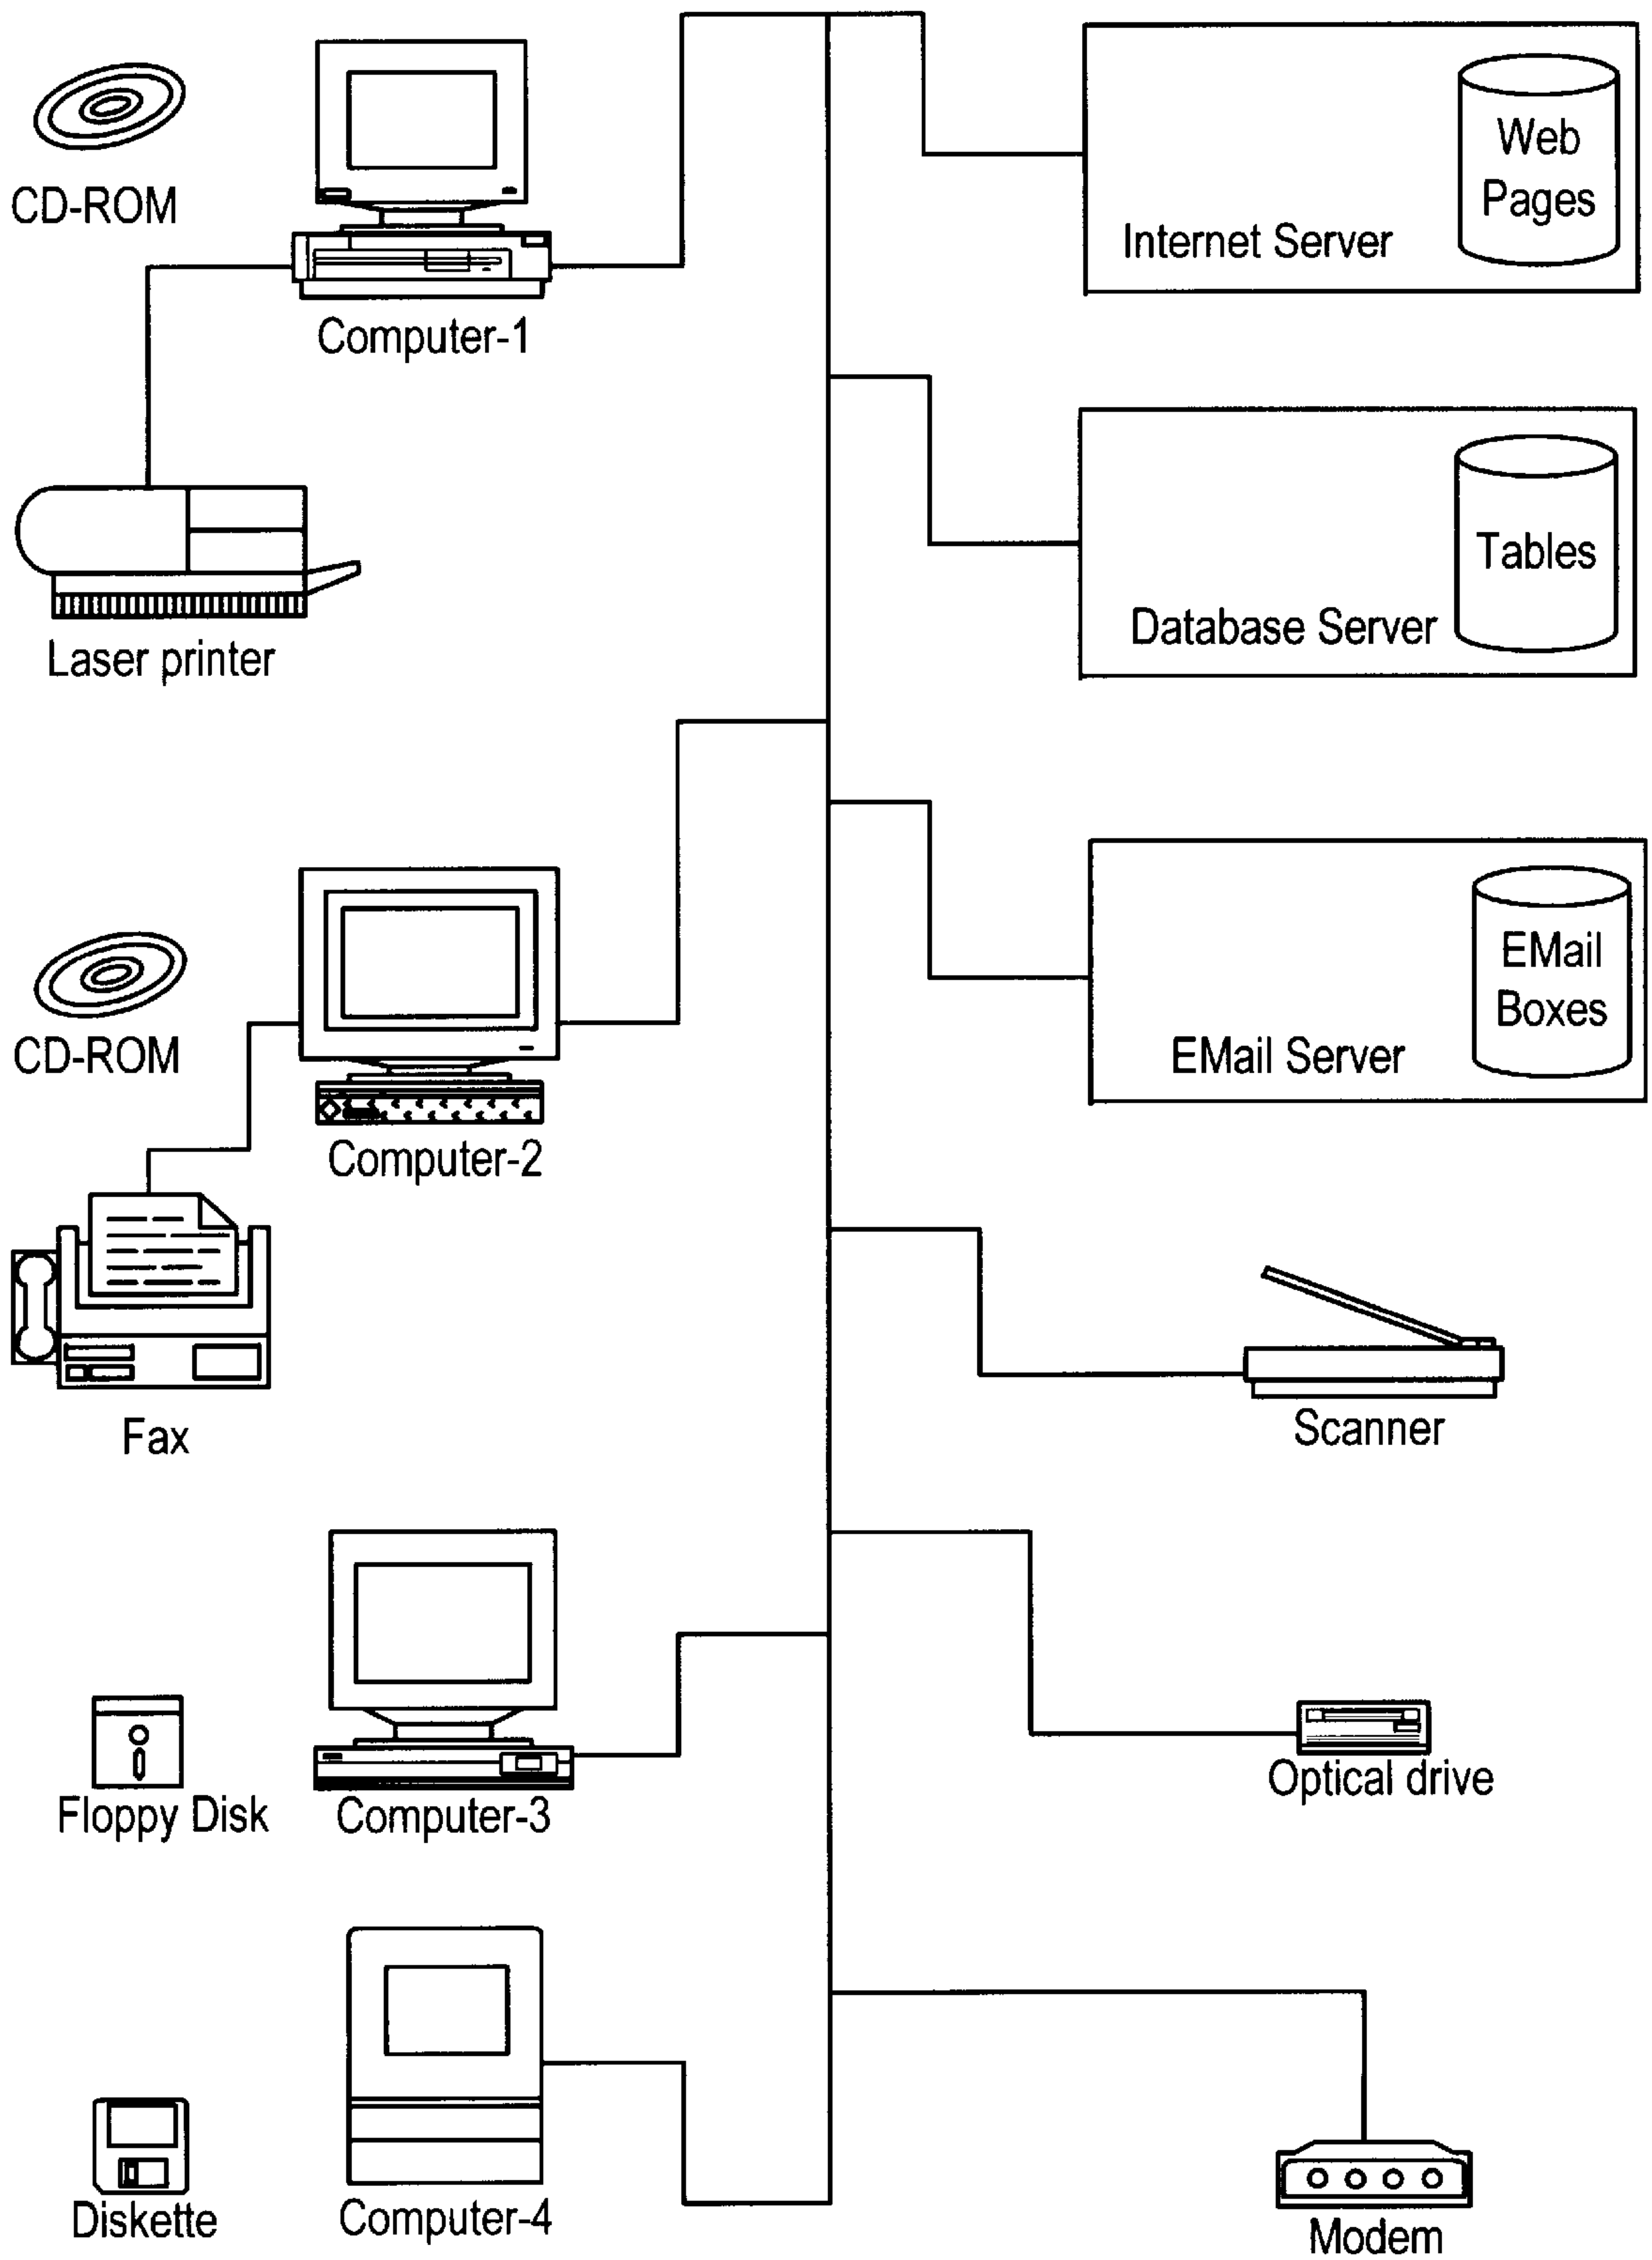 CD-ROM
Computer-1
Web
Pages
Internet Server
Laser printer
Tables
Database Server
CD-ROM
Computer-2
EMail
Boxes
EMail Server
Fax
Scanner
Floppy Disk
Computer-3
Optical drive
Diskette
Computer-4
Modem